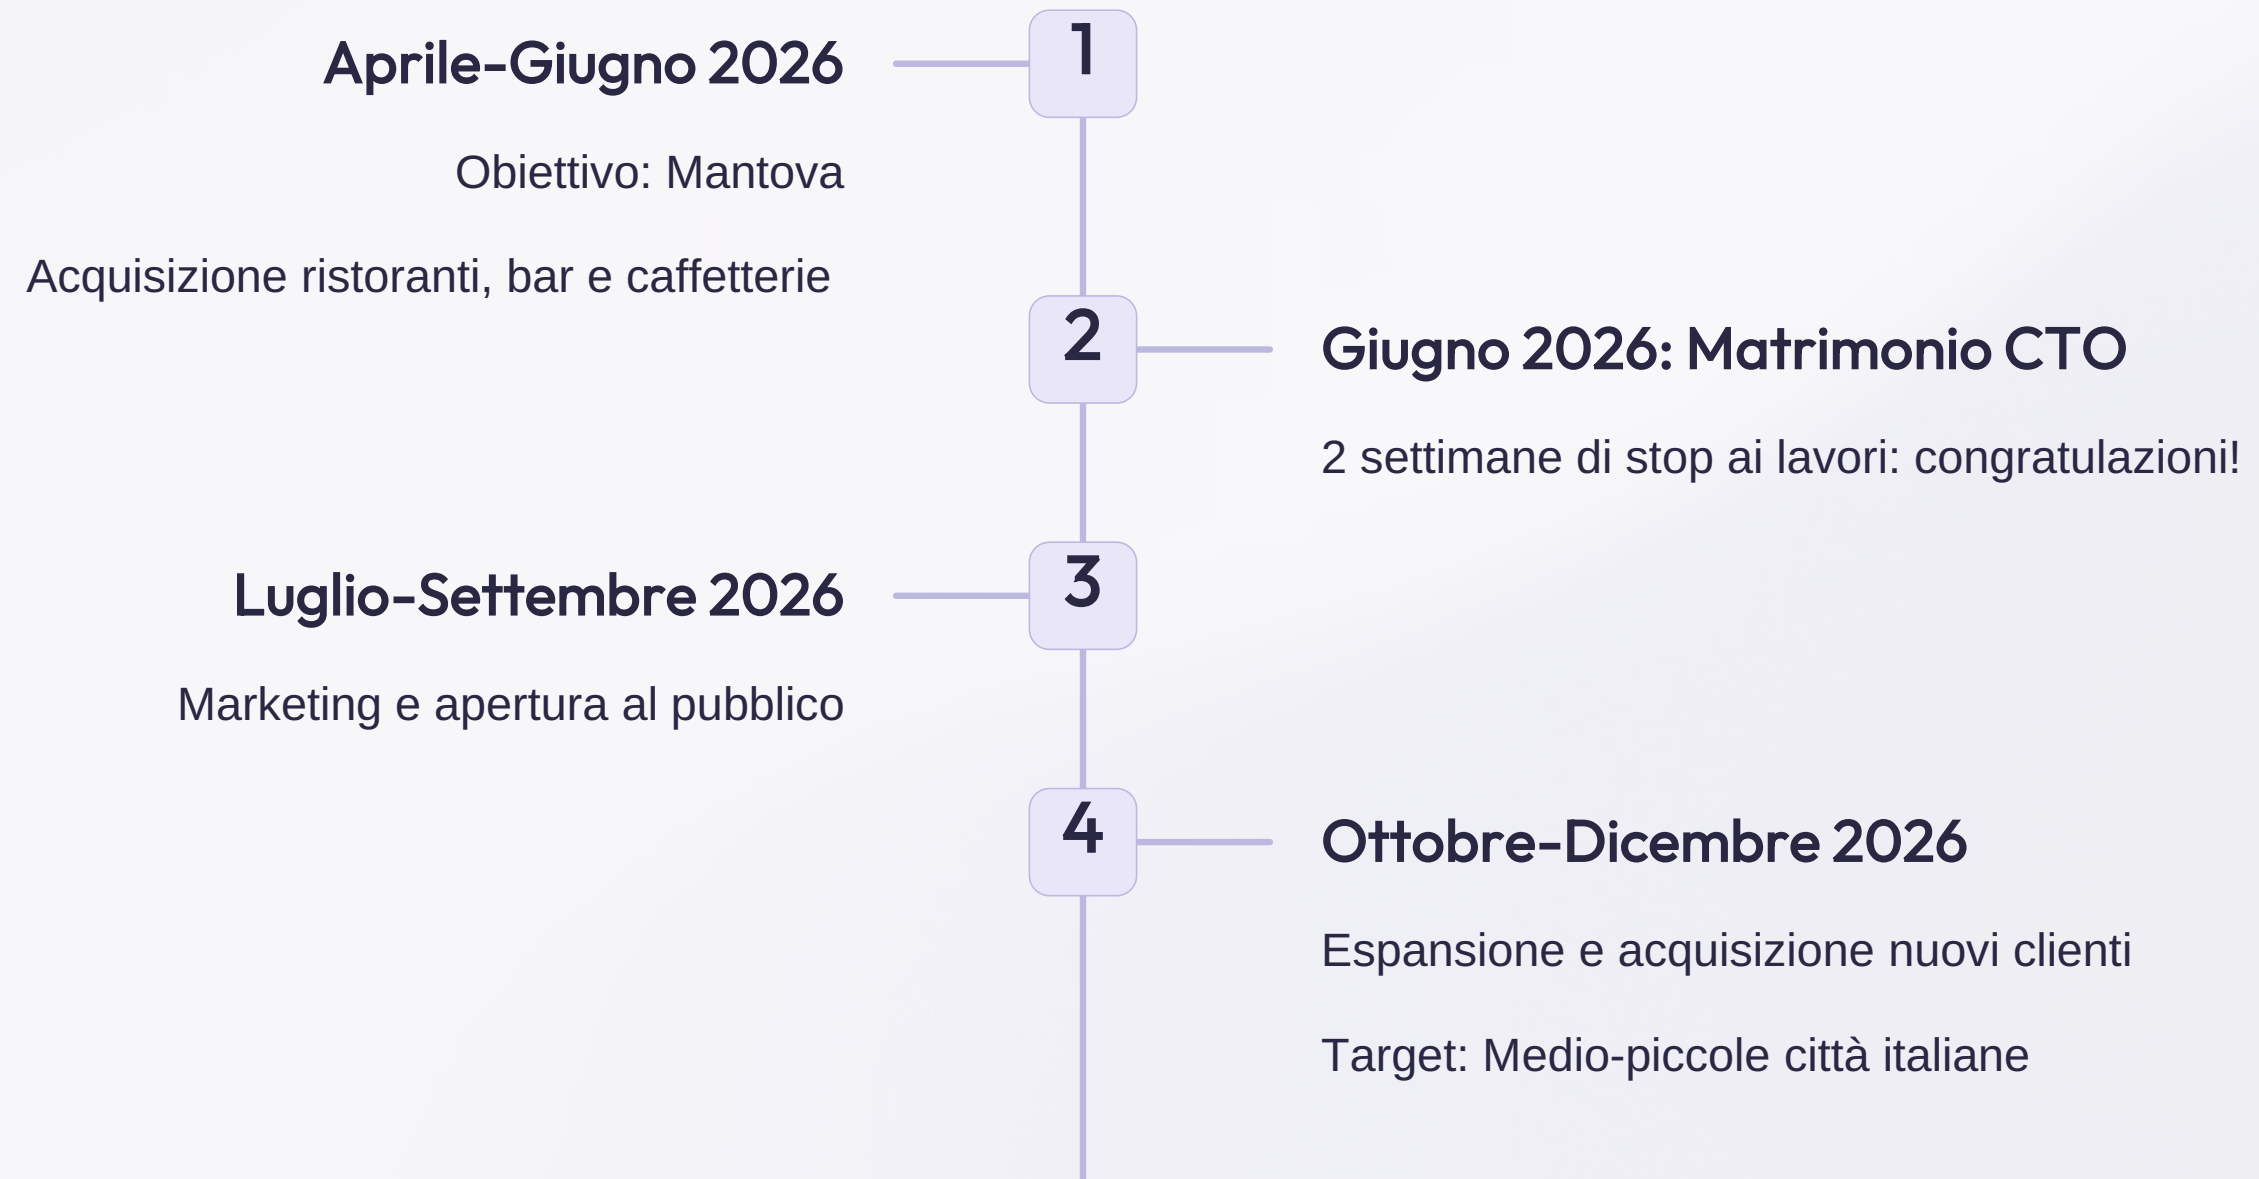 1
Aprile-Giugno 2026
Obiettivo: Mantova
Acquisizione ristoranti, bar e caffetterie
2
Giugno 2026: Matrimonio CTO
2 settimane di stop ai lavori: congratulazioni!
3
Luglio-Settembre 2026
Marketing e apertura al pubblico
4
Ottobre-Dicembre 2026
Espansione e acquisizione nuovi clienti
Target: Medio-piccole città italiane